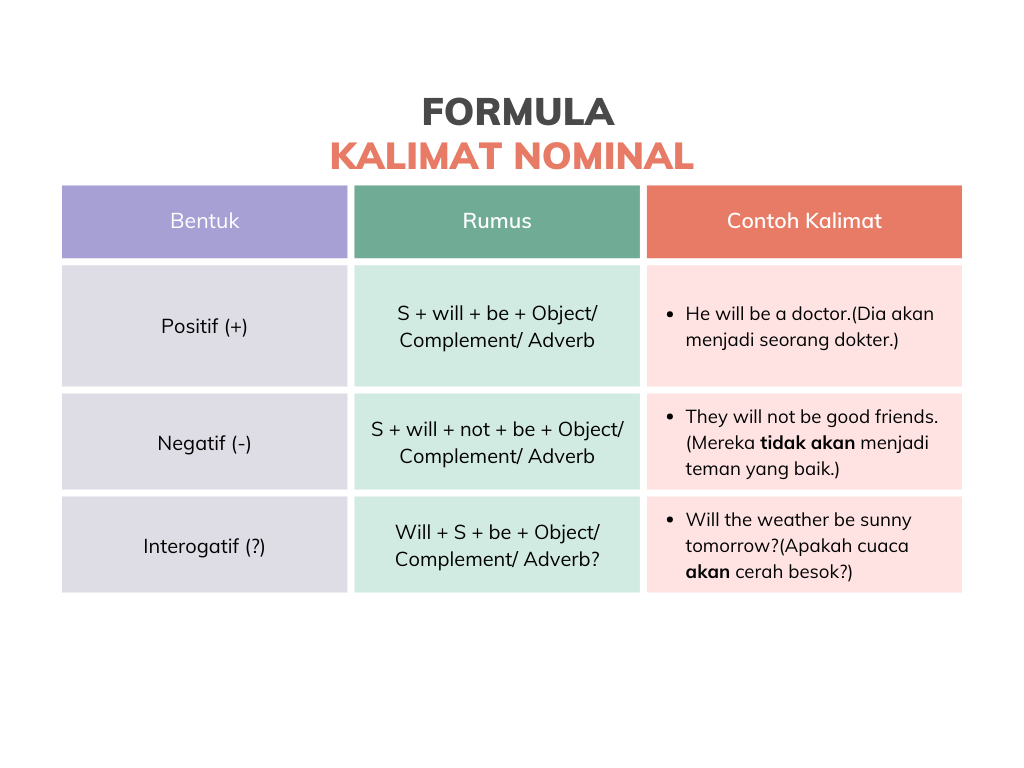 FORMULA
KALIMAT NOMINAL
Bentuk
Rumus
Contoh Kalimat
Positif (+)
S + will + be + Object/
Complement/ Adverb
• He will be a doctor.(Dia akan
menjadi seorang dokter.)
Negatif (-)
S + will + not + be + Object/
Complement/ Adverb
• They will not be good friends.
(Mereka tidak akan menjadi
teman yang baik.)
Interogatif (?)
Will + S + be + Object/
Complement/ Adverb?
• Will the weather be sunny
tomorrow?(Apakah cuaca
akan cerah besok?)